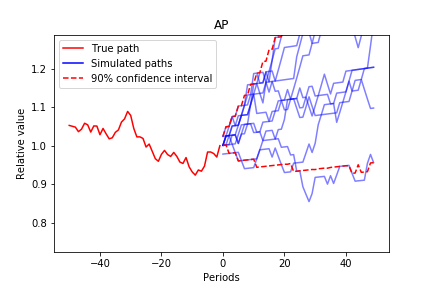 AP
True path
Simulated paths
90% confidence interval
Relative value
1.2
1.1
1.0
0.9
0.8
−40
−20
0
20
40
Periods